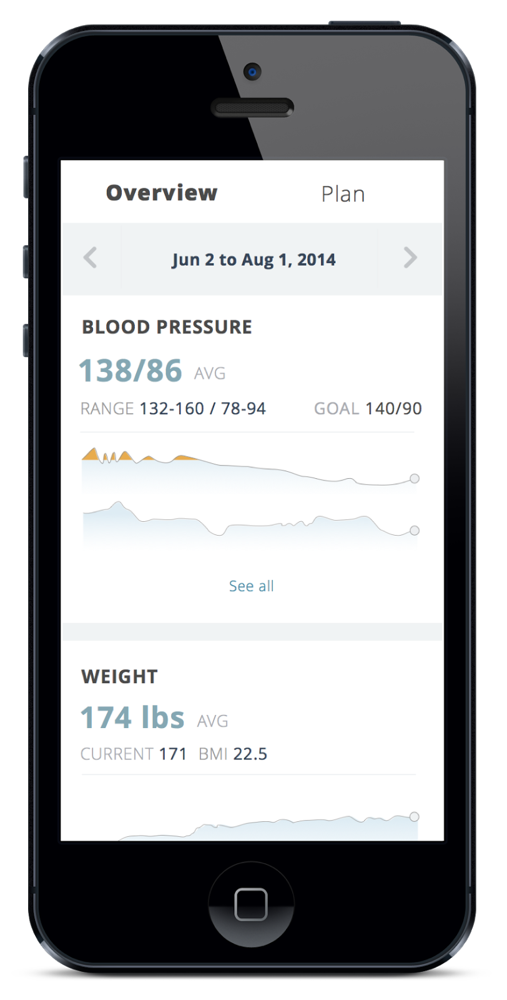 Overview Plan
Jun 2 to Aug 1, 2014
BLOOD PRESSURE
138/86 AVG
RANGE 132-160 / 78-94 GOAL 140/90
See all
WEIGHT
174 lbs AVG
CURRENT 171 BMI 22.5